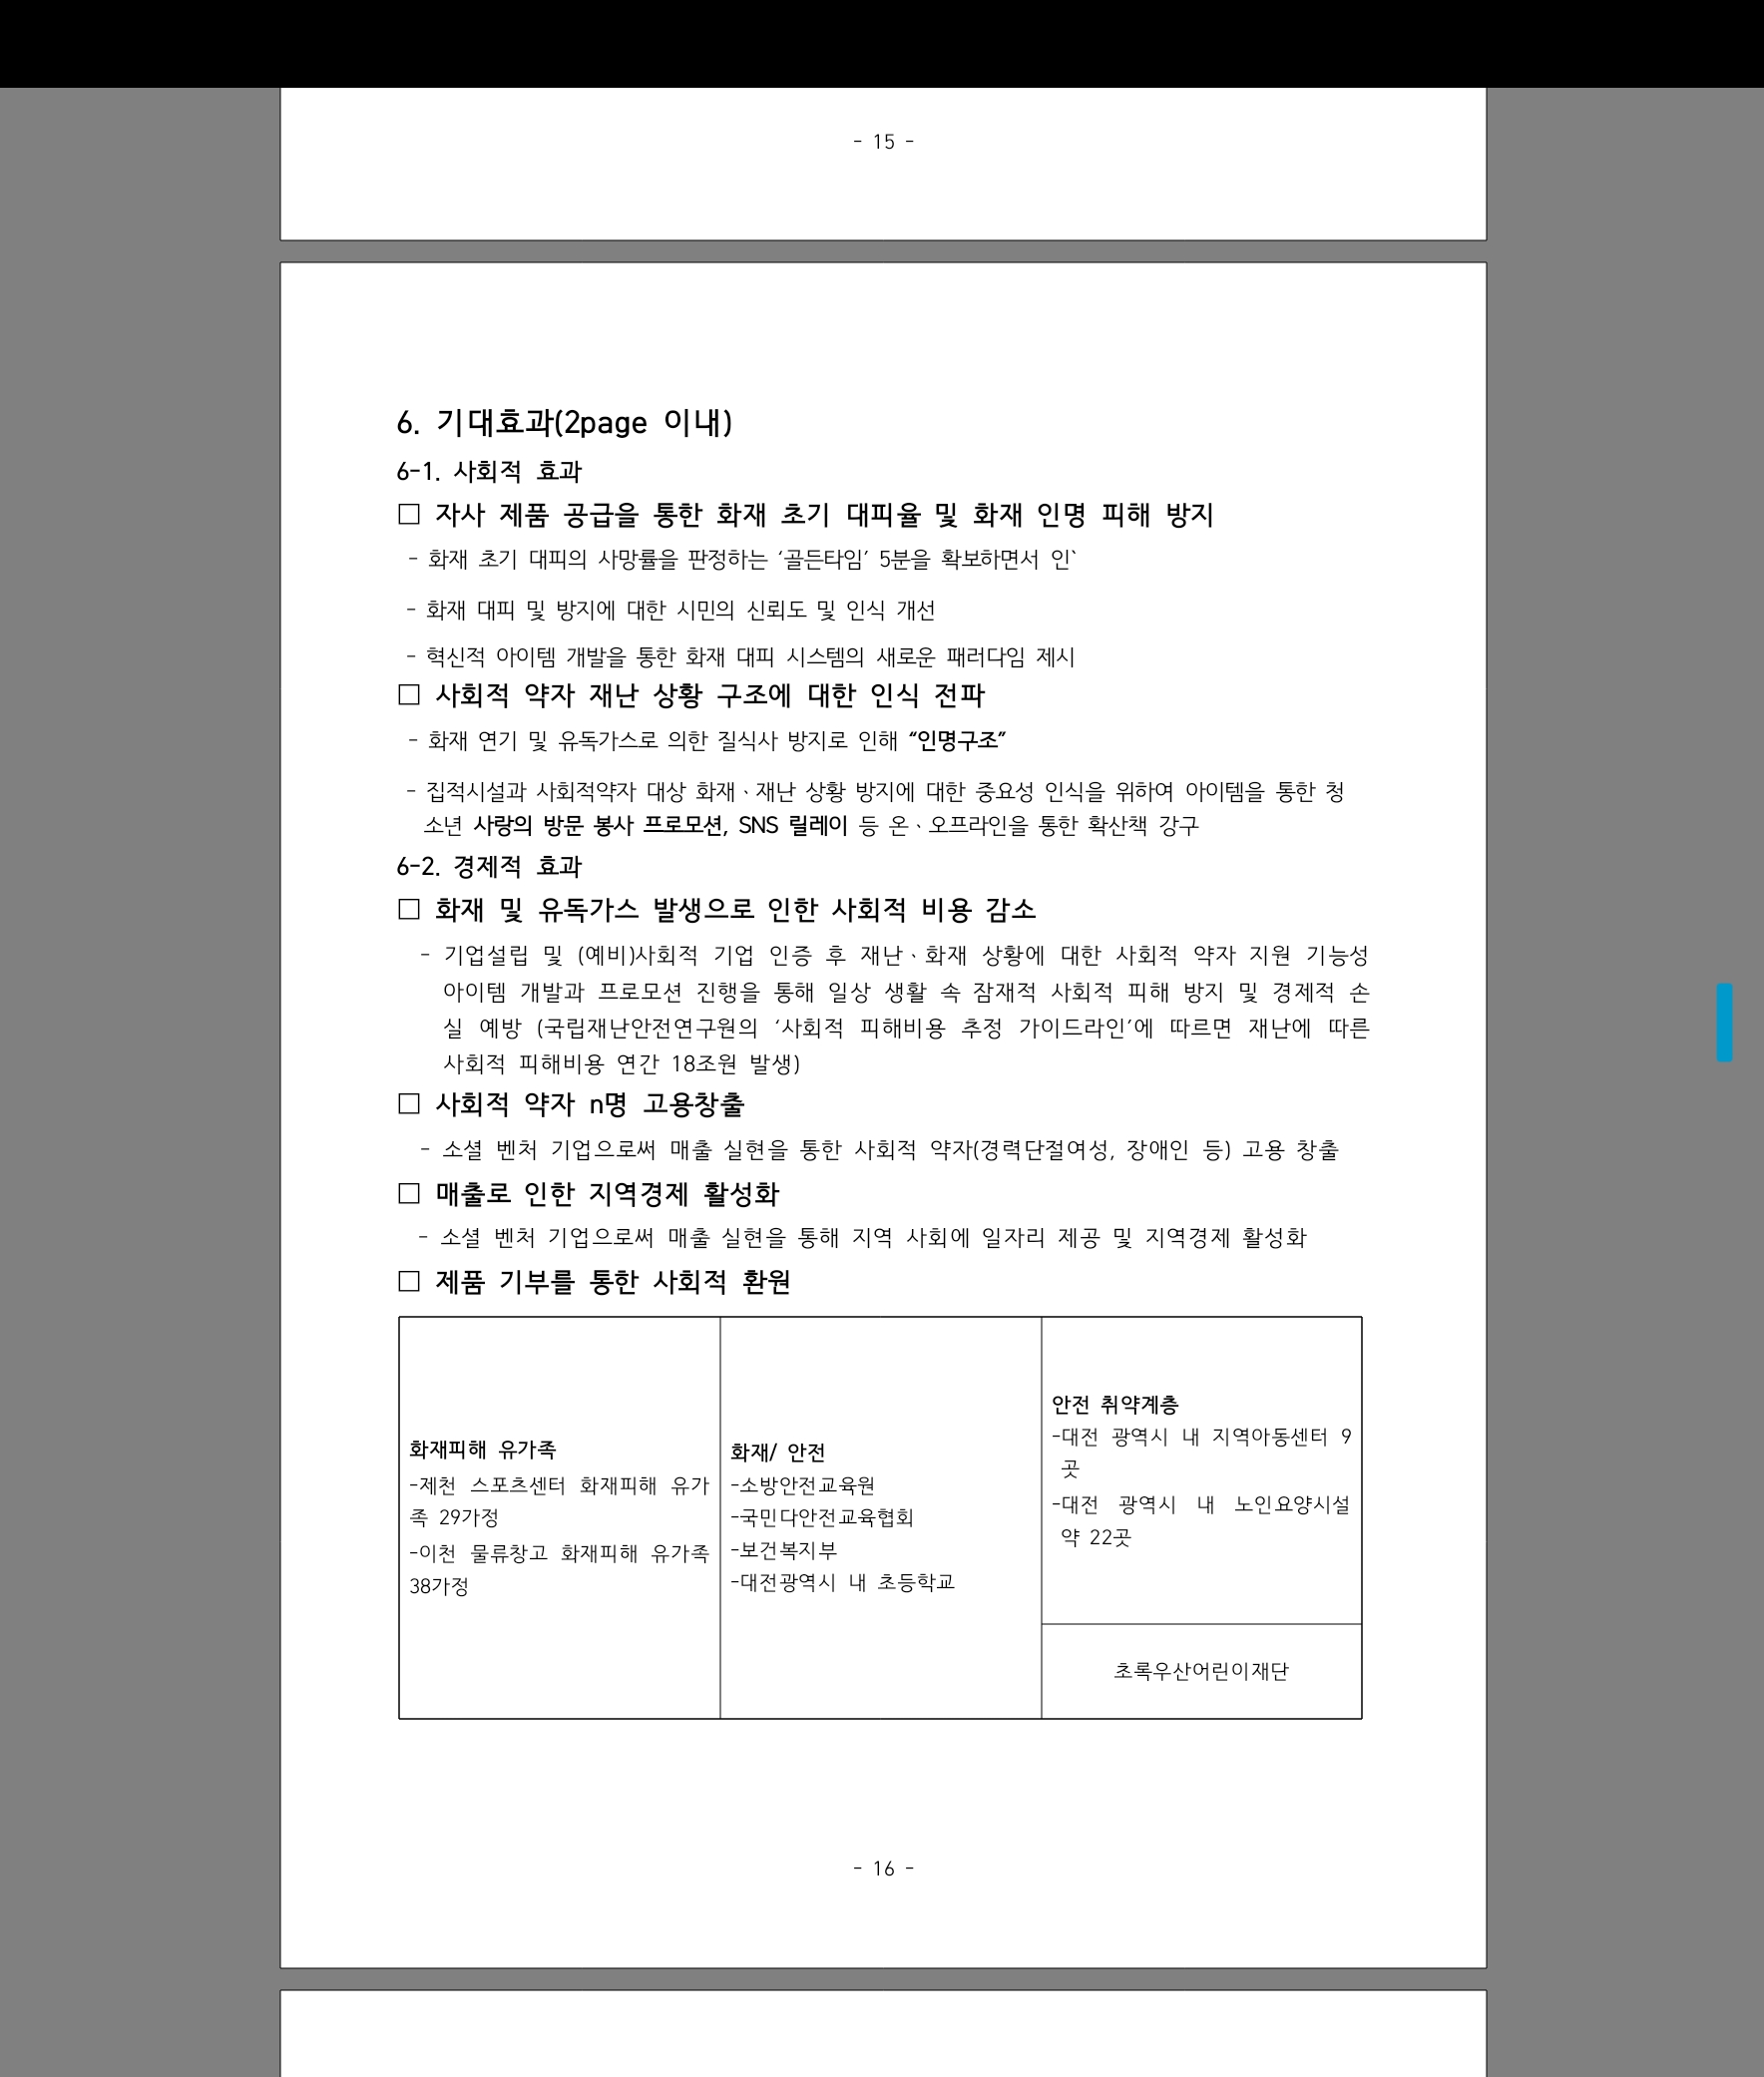 - 15 -
6. 기대효과(2page 이내)
6-1. 사회적 효과
□ 자사 제품 공급을 통한 화재 초기 대피율 및 화재 인명 피해 방지
- 화재 초기 대피의 사망률을 판정하는 ‘골든타임’ 5분을 확보하면서 인`
- 화재 대피 및 방지에 대한 시민의 신뢰도 및 인식 개선
- 혁신적 아이템 개발을 통한 화재 대피 시스템의 새로운 패러다임 제시
□ 사회적 약자 재난 상황 구조에 대한 인식 전파
- 화재 연기 및 유독가스로 의한 질식사 방지로 인해 “인명구조”
- 집적시설과 사회적약자 대상 화재ㆍ재난 상황 방지에 대한 중요성 인식을 위하여 아이템을 통한 청
소년 사랑의 방문 봉사 프로모션, SNS 릴레이 등 온ㆍ오프라인을 통한 확산책 강구
6-2. 경제적 효과
□ 화재 및 유독가스 발생으로 인한 사회적 비용 감소
- 기업설립 및 (예비)사회적 기업 인증 후 재난ㆍ화재 상황에 대한 사회적 약자 지원 기능성
아이템 개발과 프로모션 진행을 통해 일상 생활 속 잠재적 사회적 피해 방지 및 경제적 손
실 예방 (국립재난안전연구원의 ‘사회적 피해비용 추정 가이드라인’에 따르면 재난에 따른
사회적 피해비용 연간 18조원 발생)
□ 사회적 약자 n명 고용창출
- 소셜 벤처 기업으로써 매출 실현을 통한 사회적 약자(경력단절여성, 장애인 등) 고용 창출
□ 매출로 인한 지역경제 활성화
- 소셜 벤처 기업으로써 매출 실현을 통해 지역 사회에 일자리 제공 및 지역경제 활성화
□ 제품 기부를 통한 사회적 환원
화재피해 유가족
-제천 스포츠센터 화재피해 유가
족 29가정
-이천 물류창고 화재피해 유가족
38가정
화재/ 안전
-소방안전교육원
-국민다안전교육협회
-보건복지부
-대전광역시 내 초등학교
안전 취약계층
-대전 광역시 내 지역아동센터 9
곳
-대전 광역시 내 노인요양시설
약 22곳
초록우산어린이재단
- 16 -